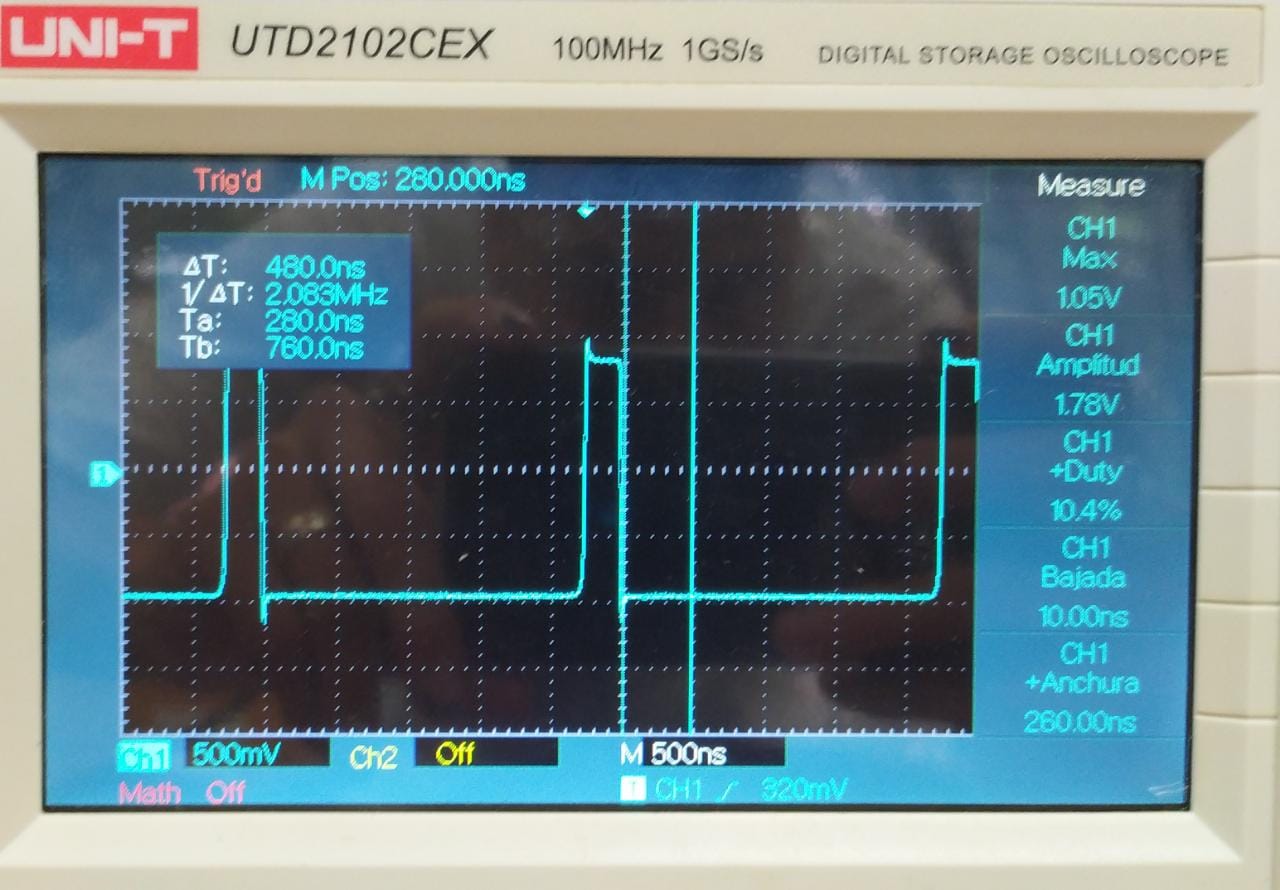 UNI-T UTD2102CEX 100MHz 1GS/s DIGITAL STORAGE OSCILLOSCOPE
Trig'd M Pos: 280.000ns
Measure
ΔT: 480.0ns
1/ΔT: 2.083MHz
Ta: 280.0ns
Tb: 760.0ns
CH1
Max
1.05V
CH1
Amplitud
1.78V
CH1
+Duty
10.4%
CH1
Bajada
10.00ns
CH1
+Anchura
260.00ns
1
Ch1 500mV Ch2 Off M 500ns
Math Off T CH1 320mV